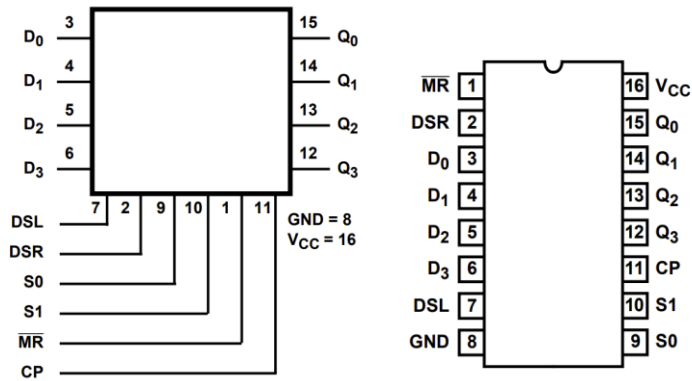 D0 3 15 Q0
D1 4 14 Q1
D2 5 13 Q2
D3 6 12 Q3
7 2 9 10 1 11
GND = 8
VCC = 16
DSL
DSR
S0
S1
M̅R̅
CP
M̅R̅ 1 16 VCC
DSR 2 15 Q0
D0 3 14 Q1
D1 4 13 Q2
D2 5 12 Q3
D3 6 11 CP
DSL 7 10 S1
GND 8 9 S0